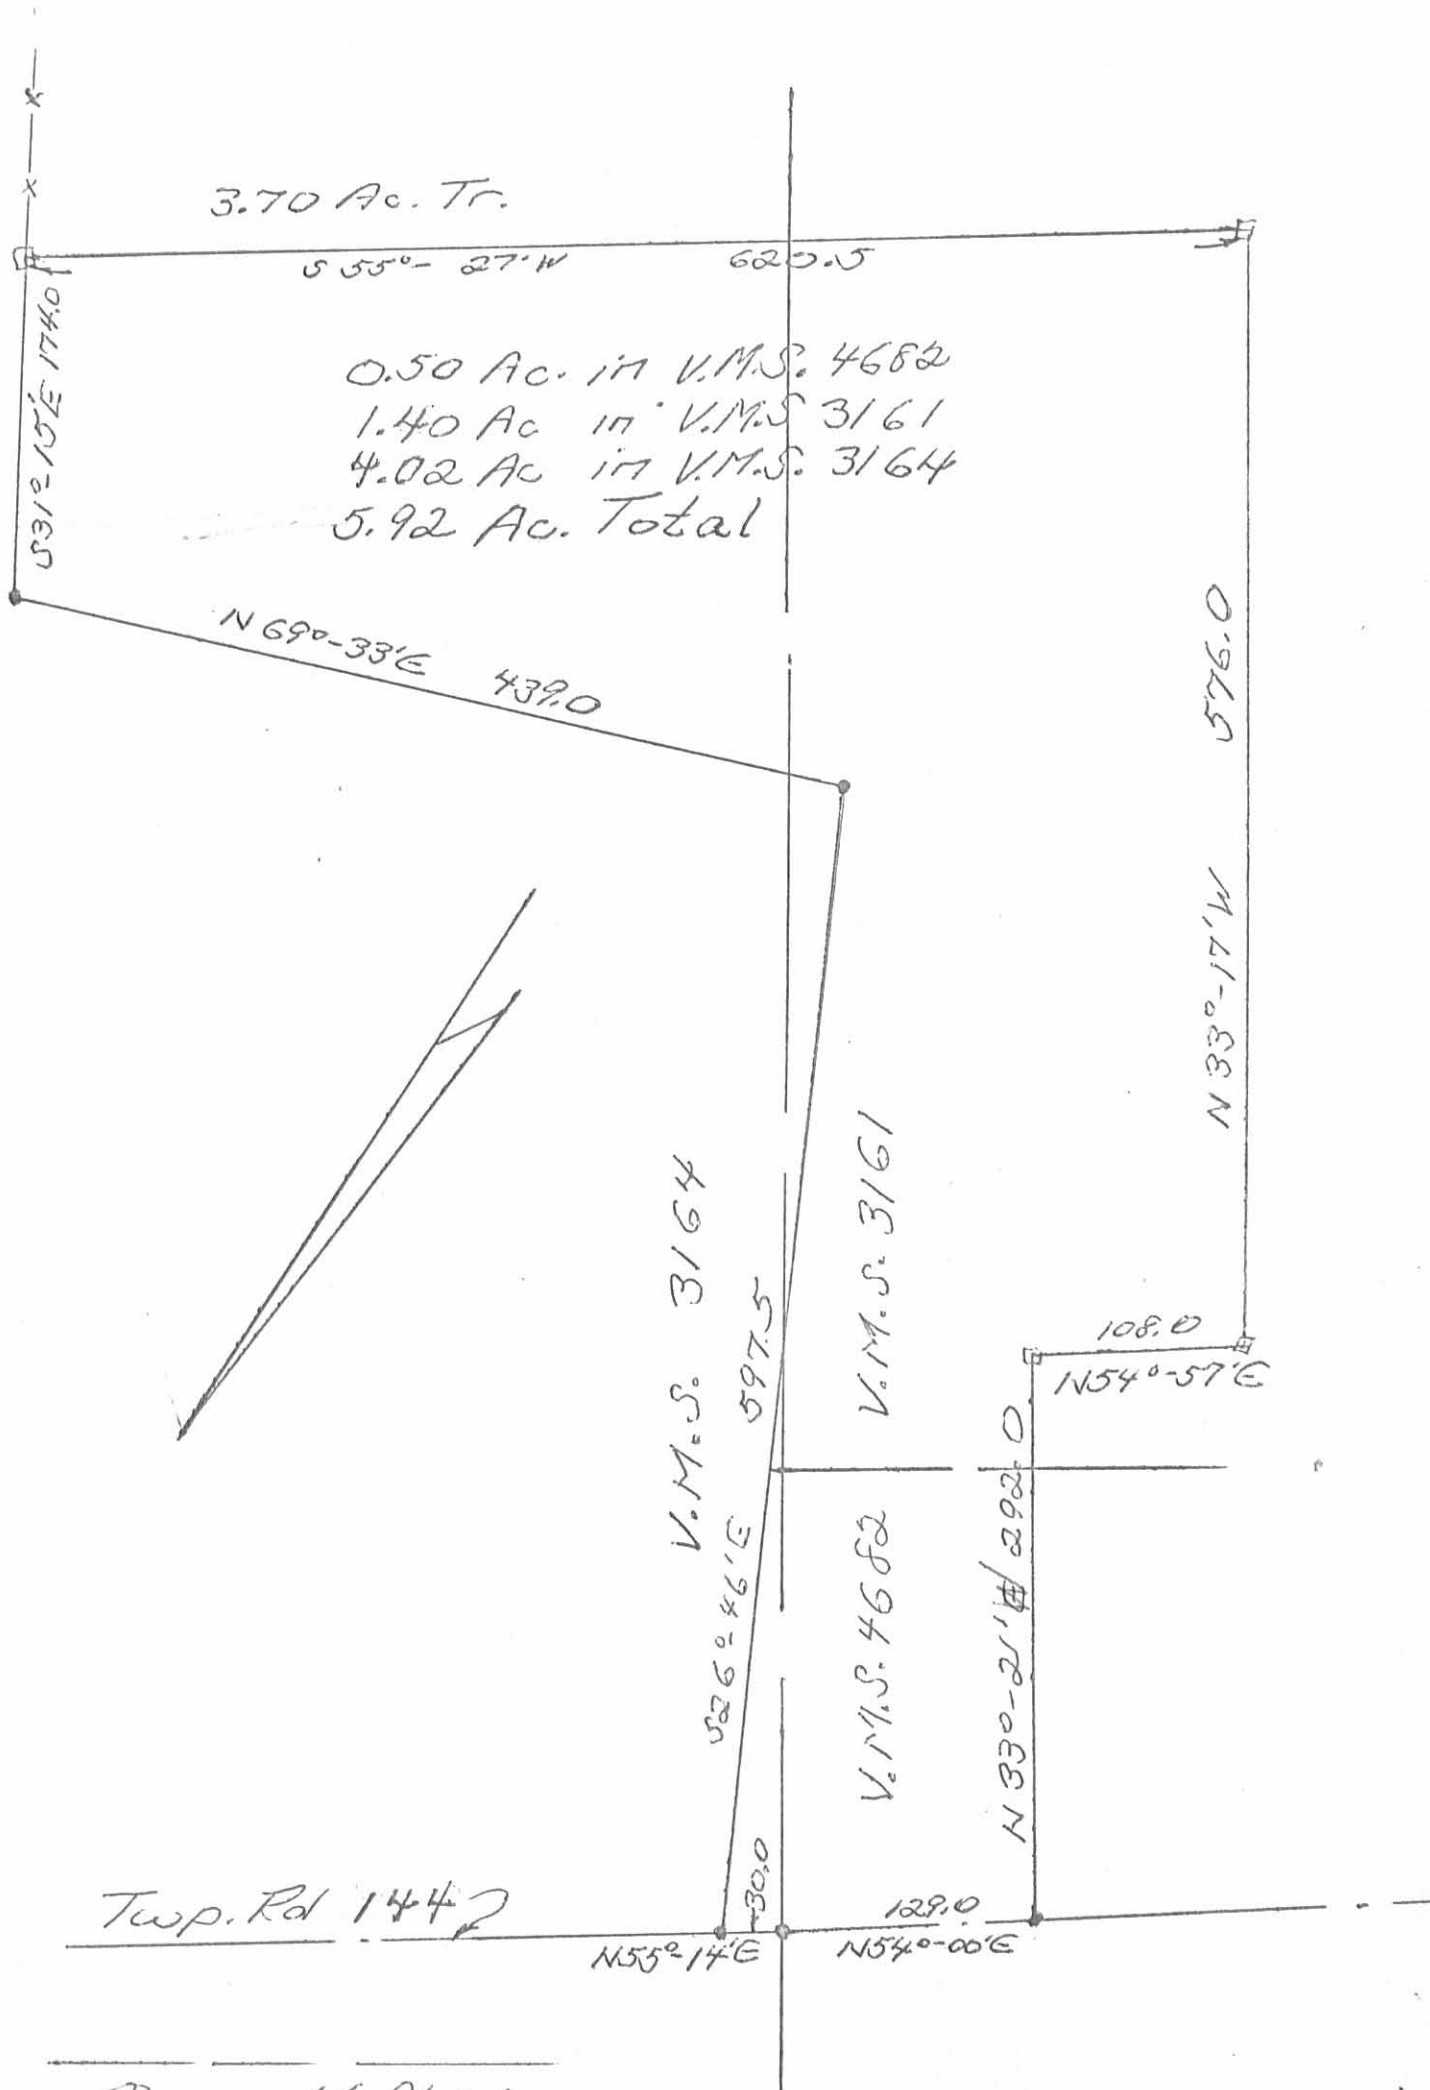 3.70 Ac. Tr.
S 55°- 27'W 620.5
S31°-15'E 174.0
0.50 Ac. in V.M.S. 4682
1.40 Ac in V.M.S 3161
4.02 Ac in V.M.S. 3164
5.92 Ac. Total
N 69°-33'E 439.0
N 33°-17'W 576.0
V.M.S. 3164
V.M.S. 3161
597.5
S26°-46'E
108.0
N54°-57'E
V.M.S. 4682
N 33°-21'W 292.0
30.0
129.0
Twp. Rd 144
N55°-14'E
N54°-00'E